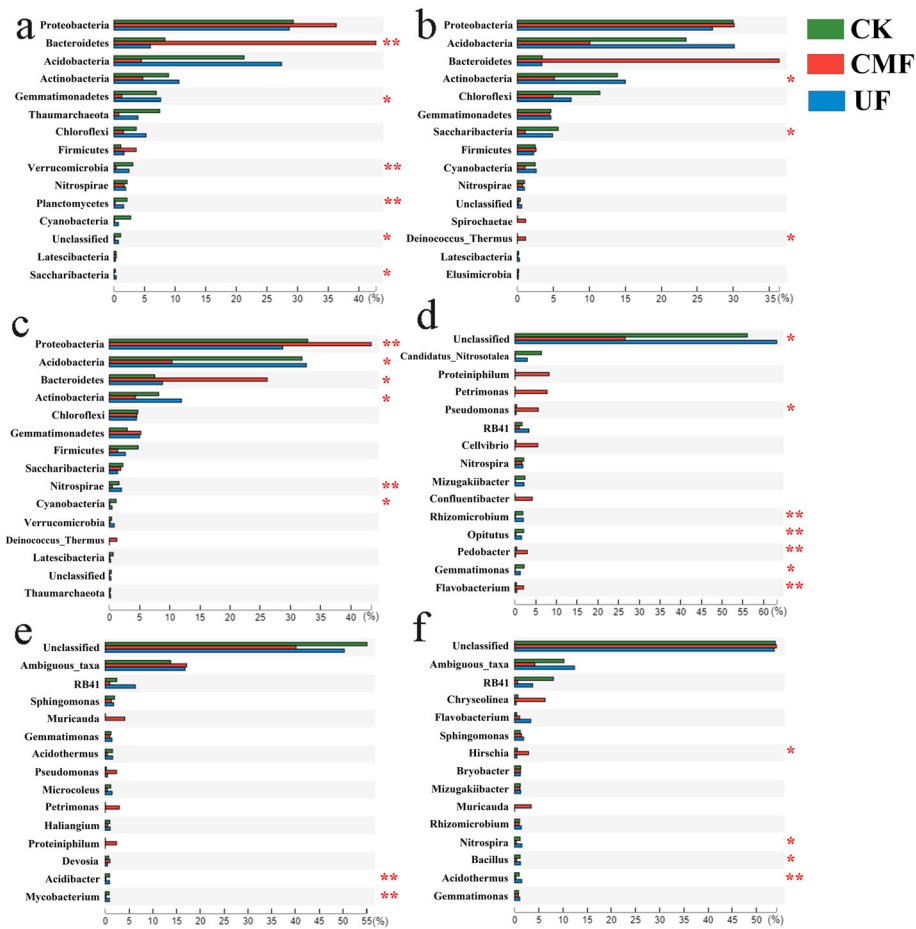 a
Proteobacteria
Bacteroidetes **
Acidobacteria
Actinobacteria
Gemmatimonadetes *
Thaumarchaeota
Chloroflexi
Firmicutes
Verrucomicrobia **
Nitrospirae
Planctomycetes **
Cyanobacteria
Unclassified *
Latescibacteria
Saccharibacteria *
0 5 10 15 20 25 30 35 40 (%)
b
Proteobacteria
Acidobacteria
Bacteroidetes
Actinobacteria *
Chloroflexi
Gemmatimonadetes
Saccharibacteria *
Firmicutes
Cyanobacteria
Nitrospirae
Unclassified
Spirochaetae
Deinococcus_Thermus *
Latescibacteria
Elusimicrobia
0 5 10 15 20 25 30 35 (%)
CK
CMF
UF
c
Proteobacteria **
Acidobacteria *
Bacteroidetes *
Actinobacteria *
Chloroflexi
Gemmatimonadetes
Firmicutes
Saccharibacteria
Nitrospirae **
Cyanobacteria *
Verrucomicrobia
Deinococcus_Thermus
Latescibacteria
Unclassified
Thaumarchaeota
0 5 10 15 20 25 30 35 40 (%)
d
Unclassified *
Candidatus_Nitrosotalea
Proteiniphilum
Petrimonas
Pseudomonas *
RB41
Cellvibrio
Nitrospira
Mizugakiibacter
Confluentibacter
Rhizomicrobium **
Opitutus **
Pedobacter **
Gemmatimonas *
Flavobacterium **
0 5 10 15 20 25 30 35 40 45 50 55 60 (%)
e
Unclassified
Ambiguous_taxa
RB41
Sphingomonas
Muricauda
Gemmatimonas
Acidothermus
Pseudomonas
Microcoleus
Petrimonas
Haliangium
Proteiniphilum
Devosia
Acidibacter **
Mycobacterium **
0 5 10 15 20 25 30 35 40 45 50 55 (%)
f
Unclassified
Ambiguous_taxa
RB41
Chryseolinea
Flavobacterium
Sphingomonas
Hirschia *
Bryobacter
Mizugakiibacter
Muricauda
Rhizomicrobium
Nitrospira *
Bacillus *
Acidothermus **
Gemmatimonas
0 5 10 15 20 25 30 35 40 45 50 (%)